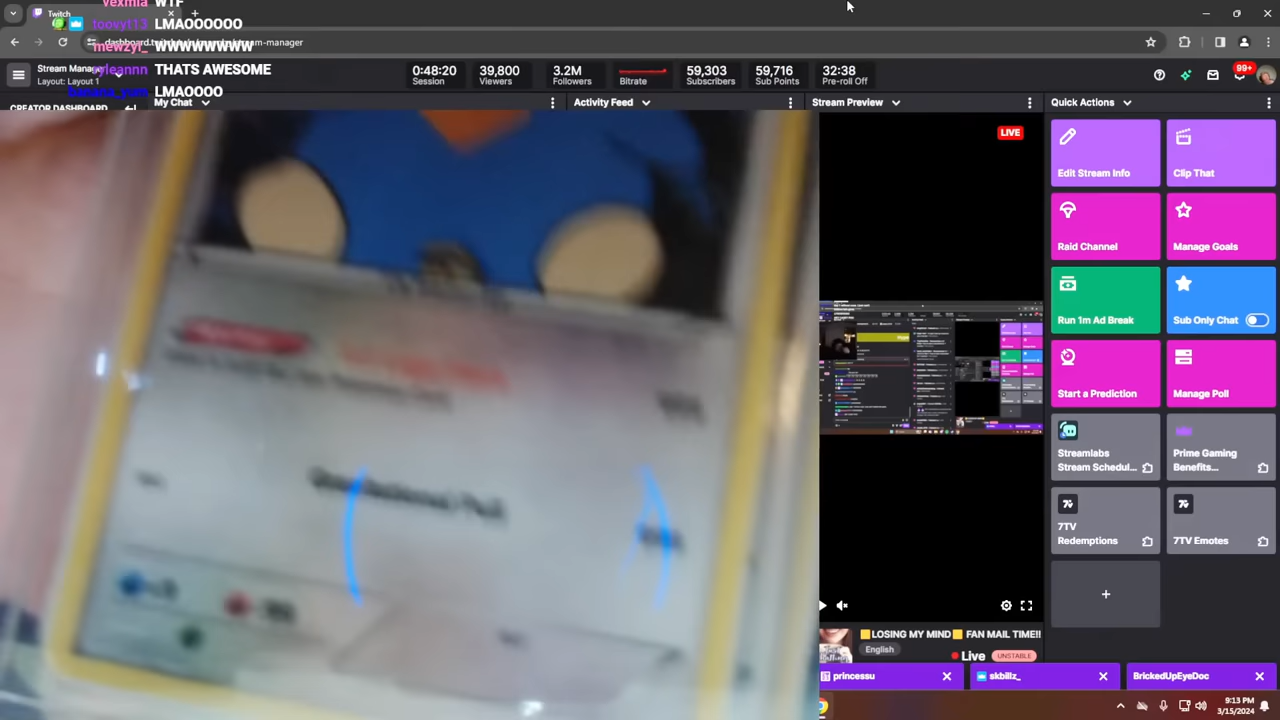 vexmia WTF
Twitch
toovyt13 LMAOOOOOO
mewzyi_ WWWWWWWW
THATS AWESOME
LMAOOOO
Stream Manager
Layout: Layout 1
0:48:20
Session
39,800
Viewers
3.2M
Followers
Bitrate
59,303
Subscribers
59,716
Sub Points
32:38
Pre-roll Off
99+
CREATOR DASHBOARD
My Chat
Activity Feed
Stream Preview
Quick Actions
LIVE
Edit Stream Info
Clip That
Raid Channel
Manage Goals
Run 1m Ad Break
Sub Only Chat
Start a Prediction
Manage Poll
Streamlabs
Stream Schedul...
Prime Gaming
Benefits...
7TV
Redemptions
7TV Emotes
LOSING MY MIND FAN MAIL TIME!!
English
Live
UNSTABLE
princessu
skbillz_
BrickedUpEyeDoc
9:13 PM
3/15/2024